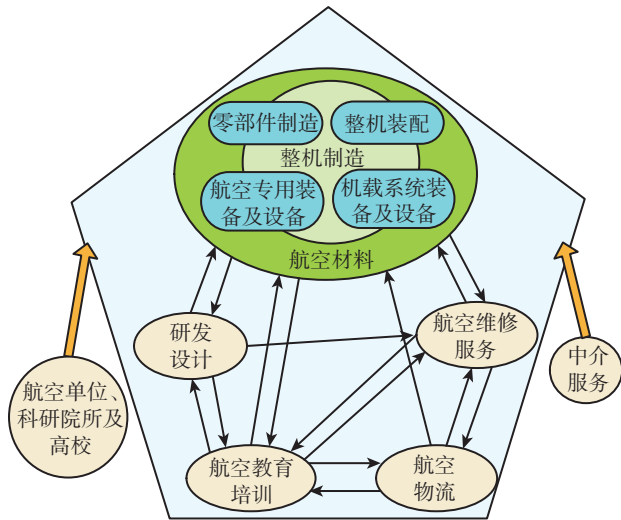 零部件制造
整机装配
整机制造
航空专用装
备及设备
机载系统装
备及设备
航空材料
研发
设计
航空维修
服务
航空单位、
科研院所及
高校
中介
服务
航空教育
培训
航空
物流